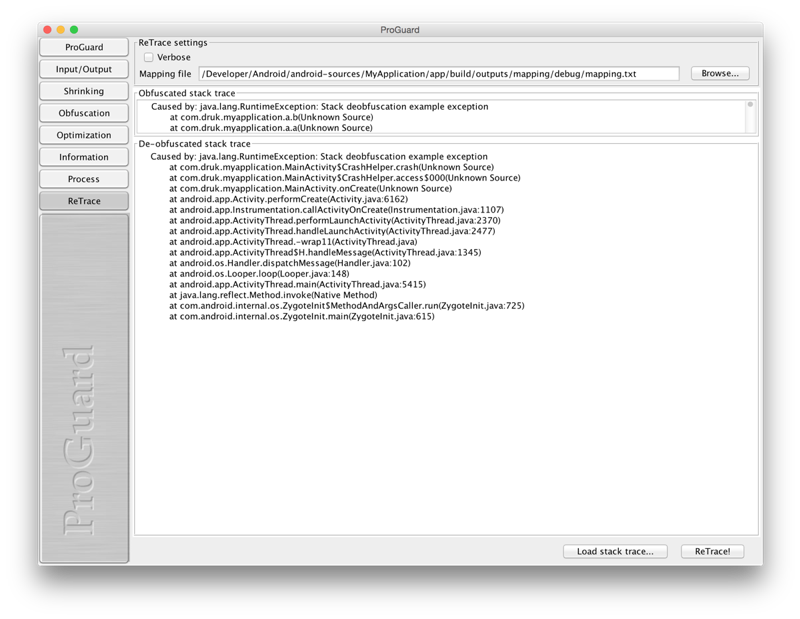 ProGuard
ProGuard
Input/Output
Shrinking
Obfuscation
Optimization
Information
Process
ReTrace
ProGuard
ReTrace settings
Verbose
Mapping file /Developer/Android/android-sources/MyApplication/app/build/outputs/mapping/debug/mapping.txt Browse...
Obfuscated stack trace
Caused by: java.lang.RuntimeException: Stack deobfuscation example exception
at com.druk.myapplication.a.b(Unknown Source)
at com.druk.myapplication.a.a(Unknown Source)
De-obfuscated stack trace
Caused by: java.lang.RuntimeException: Stack deobfuscation example exception
at com.druk.myapplication.MainActivity$CrashHelper.crash(Unknown Source)
at com.druk.myapplication.MainActivity$CrashHelper.access$000(Unknown Source)
at com.druk.myapplication.MainActivity.onCreate(Unknown Source)
at android.app.Activity.performCreate(Activity.java:6162)
at android.app.Instrumentation.callActivityOnCreate(Instrumentation.java:1107)
at android.app.ActivityThread.performLaunchActivity(ActivityThread.java:2370)
at android.app.ActivityThread.handleLaunchActivity(ActivityThread.java:2477)
at android.app.ActivityThread.-wrap11(ActivityThread.java)
at android.app.ActivityThread$H.handleMessage(ActivityThread.java:1345)
at android.os.Handler.dispatchMessage(Handler.java:102)
at android.os.Looper.loop(Looper.java:148)
at android.app.ActivityThread.main(ActivityThread.java:5415)
at java.lang.reflect.Method.invoke(Native Method)
at com.android.internal.os.ZygoteInit$MethodAndArgsCaller.run(ZygoteInit.java:725)
at com.android.internal.os.ZygoteInit.main(ZygoteInit.java:615)
Load stack trace... ReTrace!